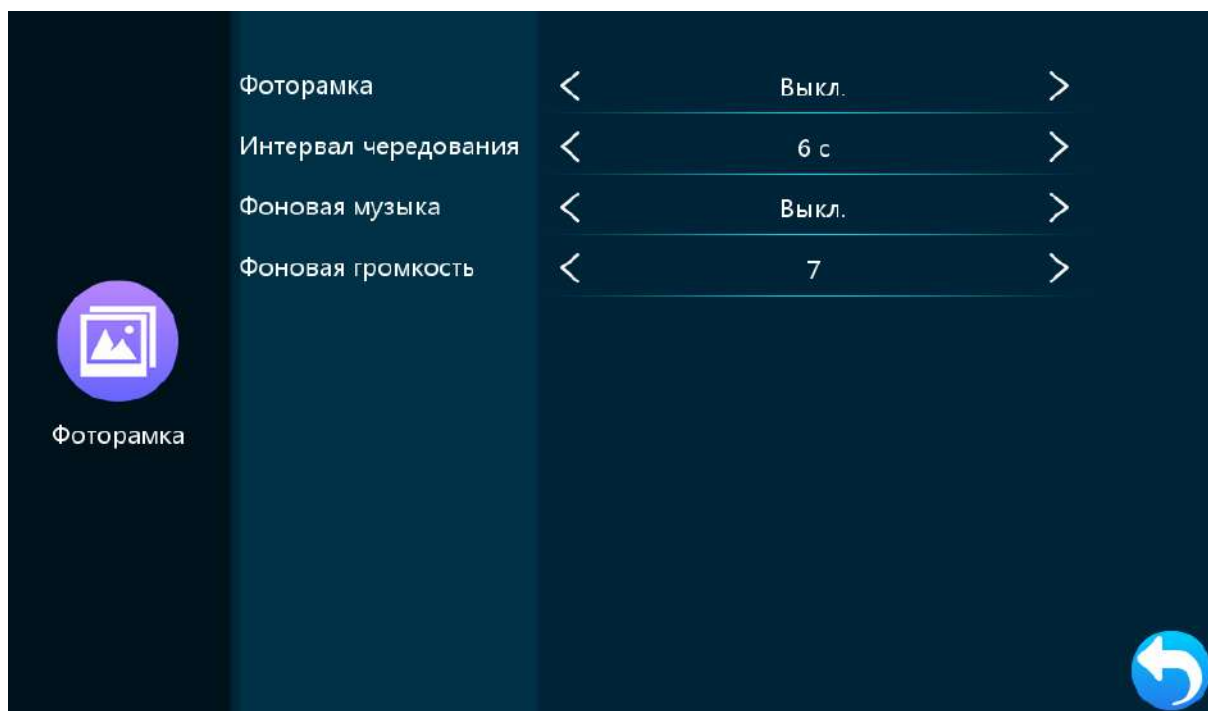 Фоторамка < Выкл. >
Интервал чередования < 6 с >
Фоновая музыка < Выкл. >
Фоновая громкость < 7 >
Фоторамка